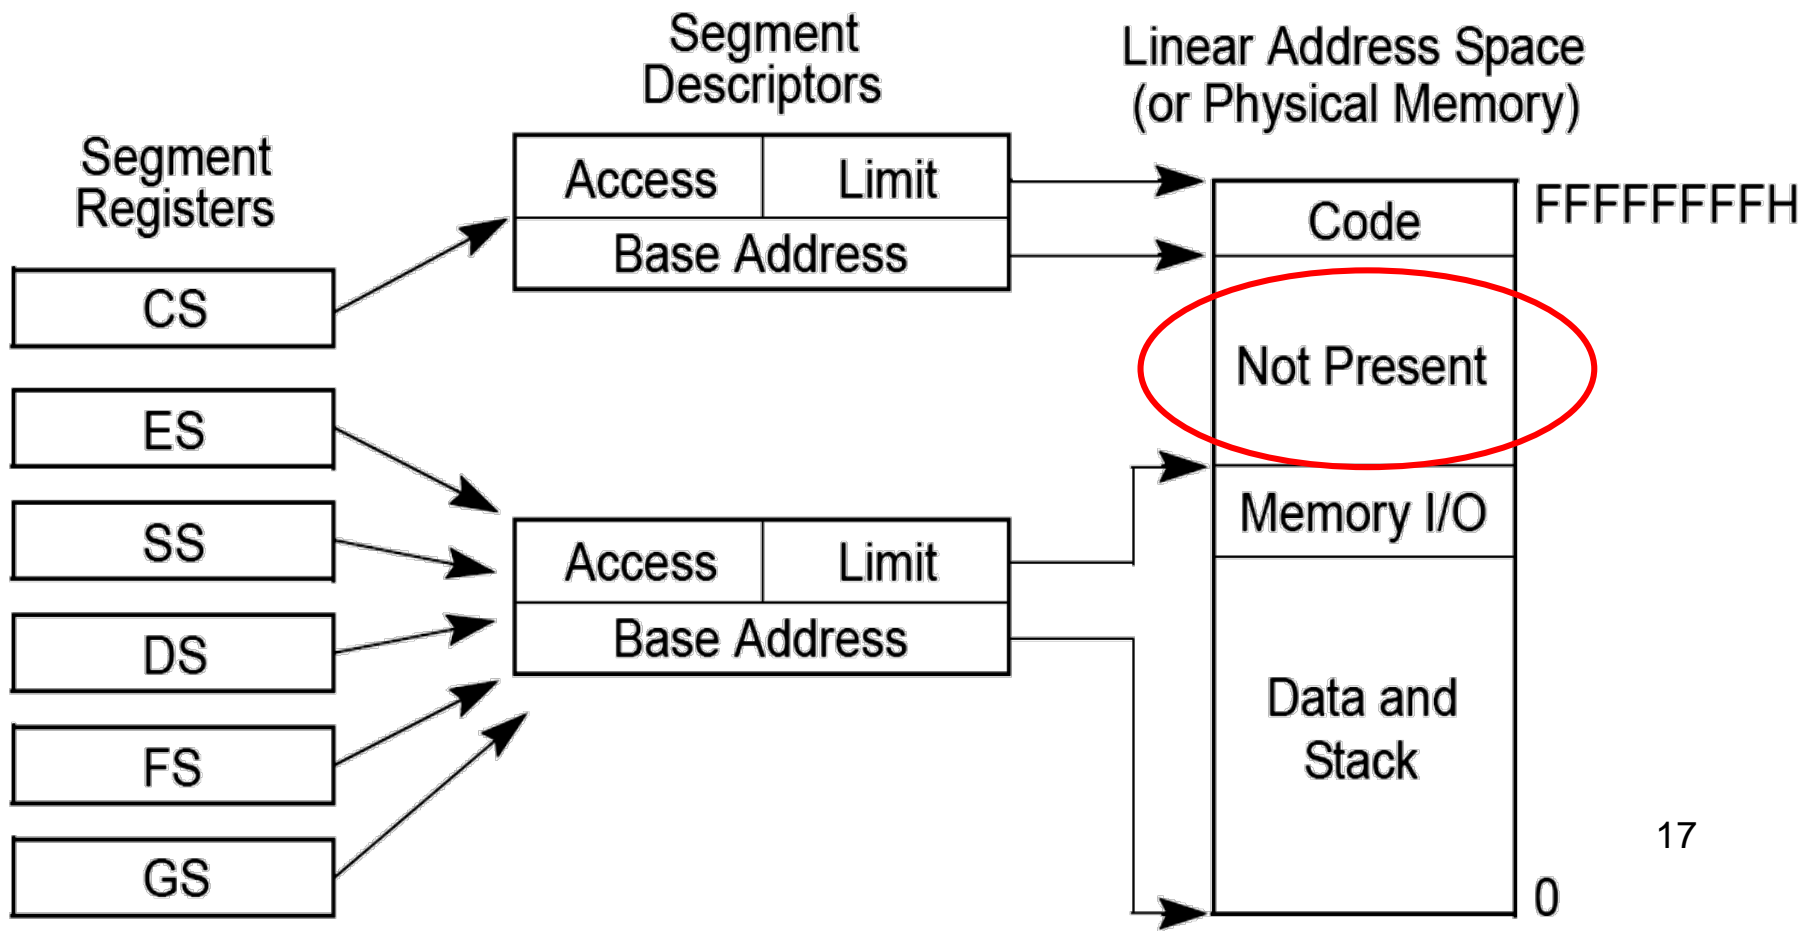 Segment
Descriptors
Linear Address Space
(or Physical Memory)
Segment
Registers
Access
Limit
Base Address
Code
FFFFFFFFH
CS
Not Present
ES
Memory I/O
SS
Access
Limit
Base Address
DS
Data and
Stack
FS
17
GS
0